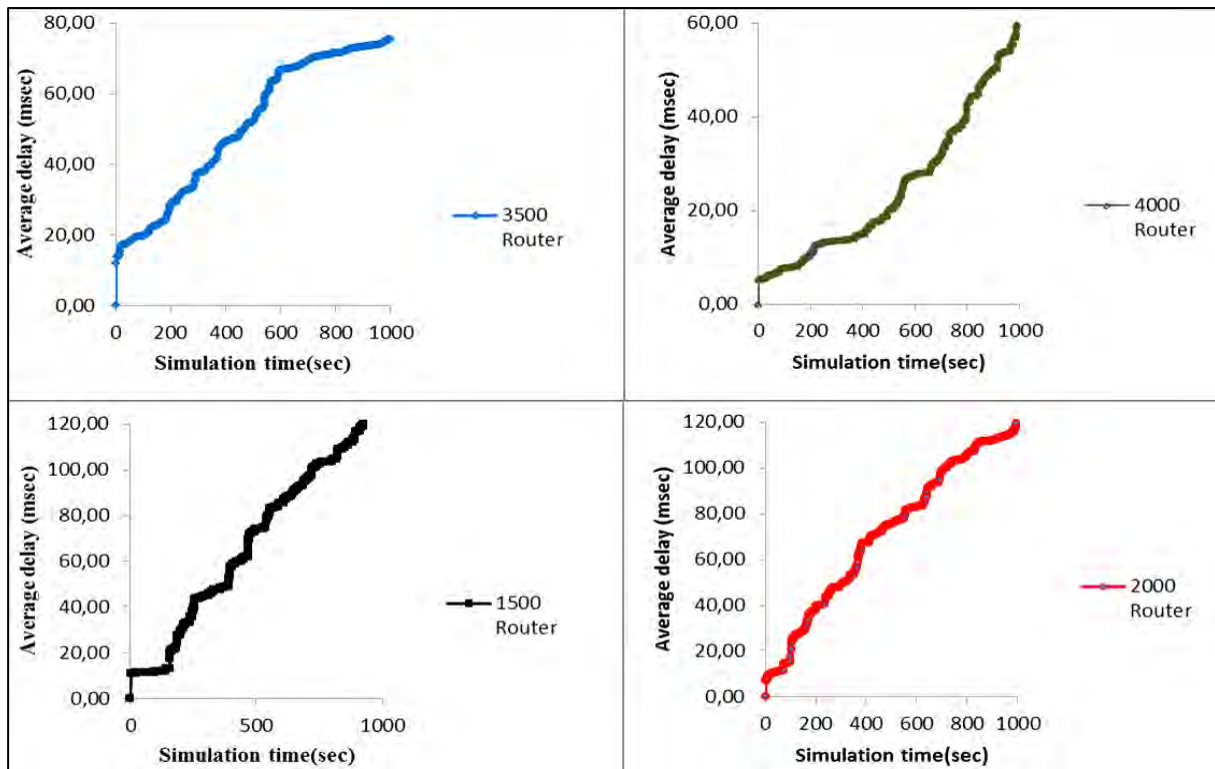 80,00
60,00
40,00
20,00
0,00
Average delay (msec)
0 200 400 600 800 1000
Simulation time(sec)
3500
Router
60,00
40,00
20,00
0,00
Average delay (msec)
0 200 400 600 800 1000
Simulation time(sec)
4000
Router
120,00
100,00
80,00
60,00
40,00
20,00
0,00
Average delay (msec)
0 500 1000
Simulation time(sec)
1500
Router
120,00
100,00
80,00
60,00
40,00
20,00
0,00
Average delay (msec)
0 200 400 600 800 1000
Simulation time(sec)
2000
Router